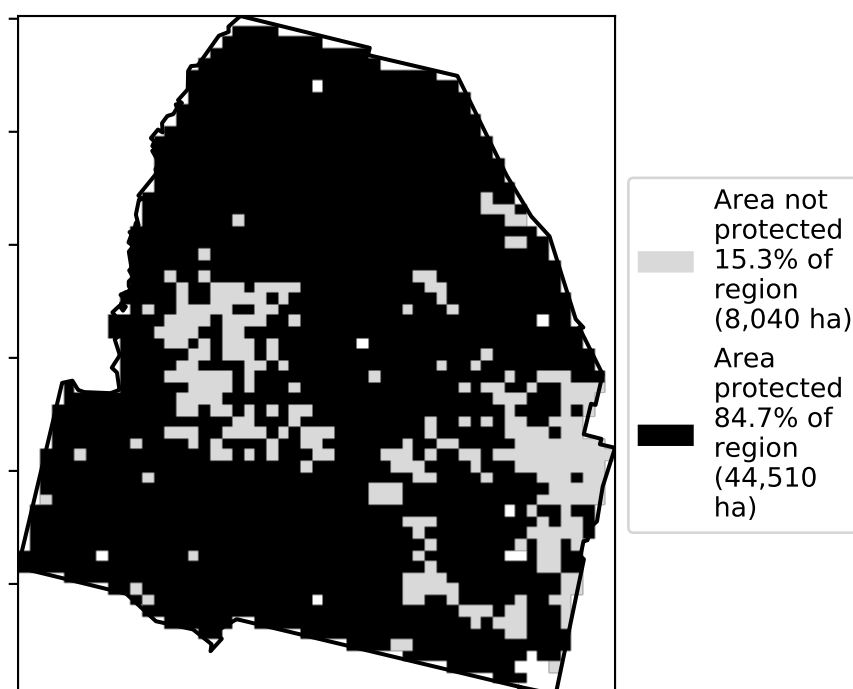 Area not
protected
15.3% of
region
(8,040 ha)
Area
protected
84.7% of
region
(44,510
ha)